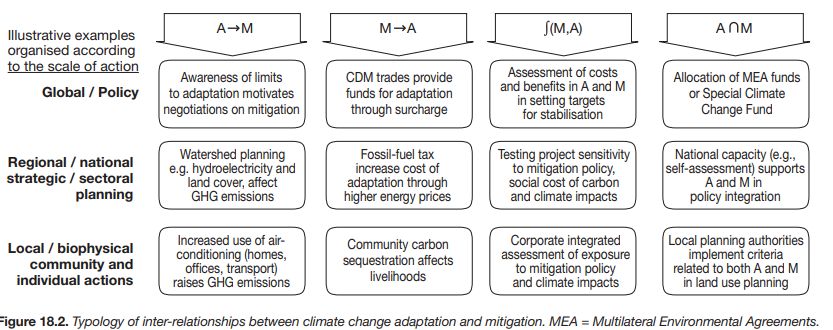 Illustrative examples
organised according
to the scale of action
A→M
M→A
∫(M,A)
A∩M
Global / Policy
Awareness of limits
to adaptation motivates
negotiations on mitigation
CDM trades provide
funds for adaptation
through surcharge
Assessment of costs
and benefits in A and M
in setting targets
for stabilisation
Allocation of MEA funds
or Special Climate
Change Fund
Regional / national
strategic / sectoral
planning
Watershed planning
e.g. hydroelectricity and
land cover, affect
GHG emissions
Fossil-fuel tax
increase cost of
adaptation through
higher energy prices
Testing project sensitivity
to mitigation policy,
social cost of carbon
and climate impacts
National capacity (e.g.,
self-assessment) supports
A and M in
policy integration
Local / biophysical
community and
individual actions
Increased use of air-
conditioning (homes,
offices, transport)
raises GHG emissions
Community carbon
sequestration affects
livelihoods
Corporate integrated
assessment of exposure
to mitigation policy
and climate impacts
Local planning authorities
implement criteria
related to both A and M
in land use planning
Figure 18.2. Typology of inter-relationships between climate change adaptation and mitigation. MEA = Multilateral Environmental Agreements.